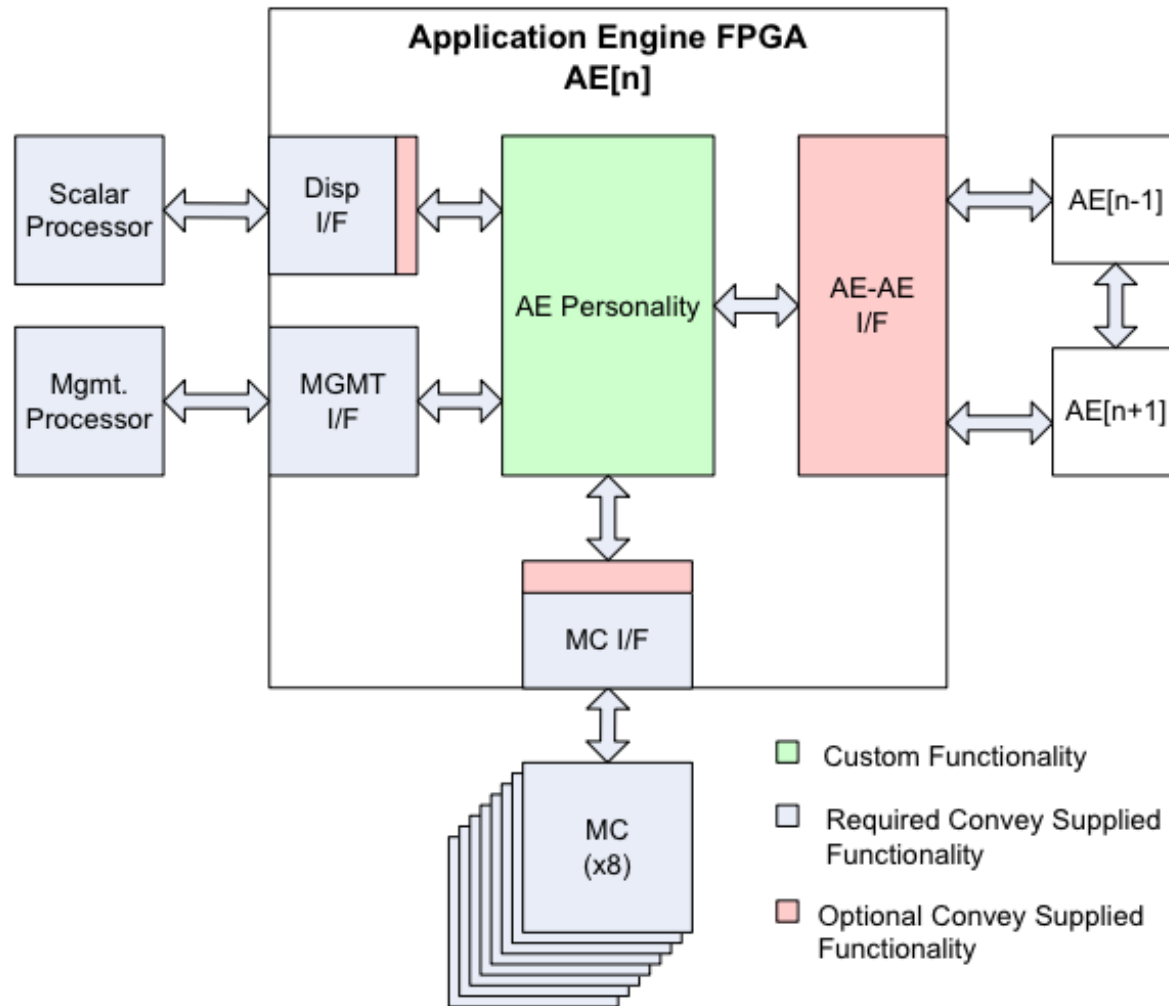 Application Engine FPGA
AE[n]
Scalar
Processor
Disp
I/F
AE Personality
AE-AE
I/F
AE[n-1]
Mgmt.
Processor
MGMT
I/F
AE[n+1]
MC I/F
MC
(x8)
Custom Functionality
Required Convey Supplied
Functionality
Optional Convey Supplied
Functionality